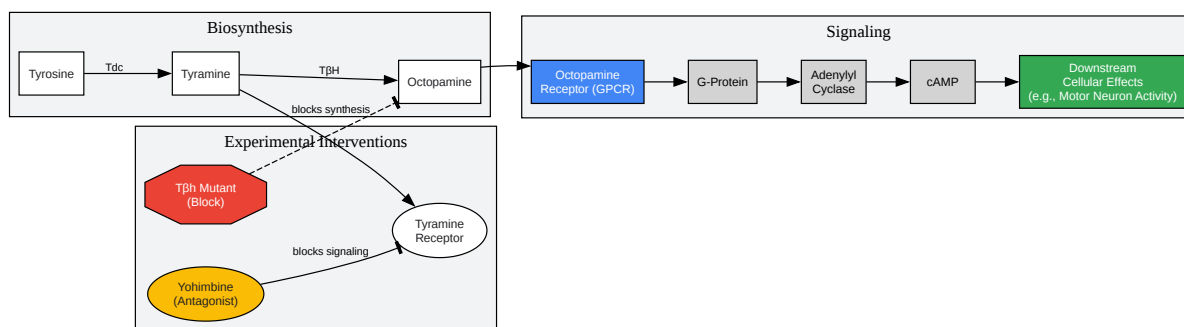 Biosynthesis
Tyrosine
Tdc
Tyramine
TβH
Octopamine
blocks synthesis
Signaling
Octopamine
Receptor (GPCR)
G-Protein
Adenylyl
Cyclase
cAMP
Downstream
Cellular Effects
(e.g., Motor Neuron Activity)
Experimental Interventions
Tβh Mutant
(Block)
Tyramine
Receptor
blocks signaling
Yohimbine
(Antagonist)